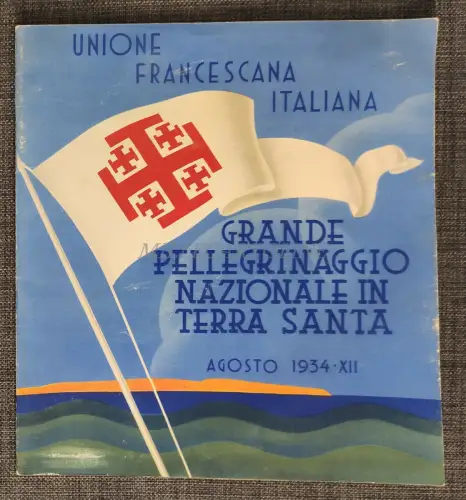 UNIONE
FRANCESCANA
ITALIANA
GRANDE
PELLEGRINAGGIO
NAZIONALE IN
TERRA SANTA
AGOSTO 1934·XII